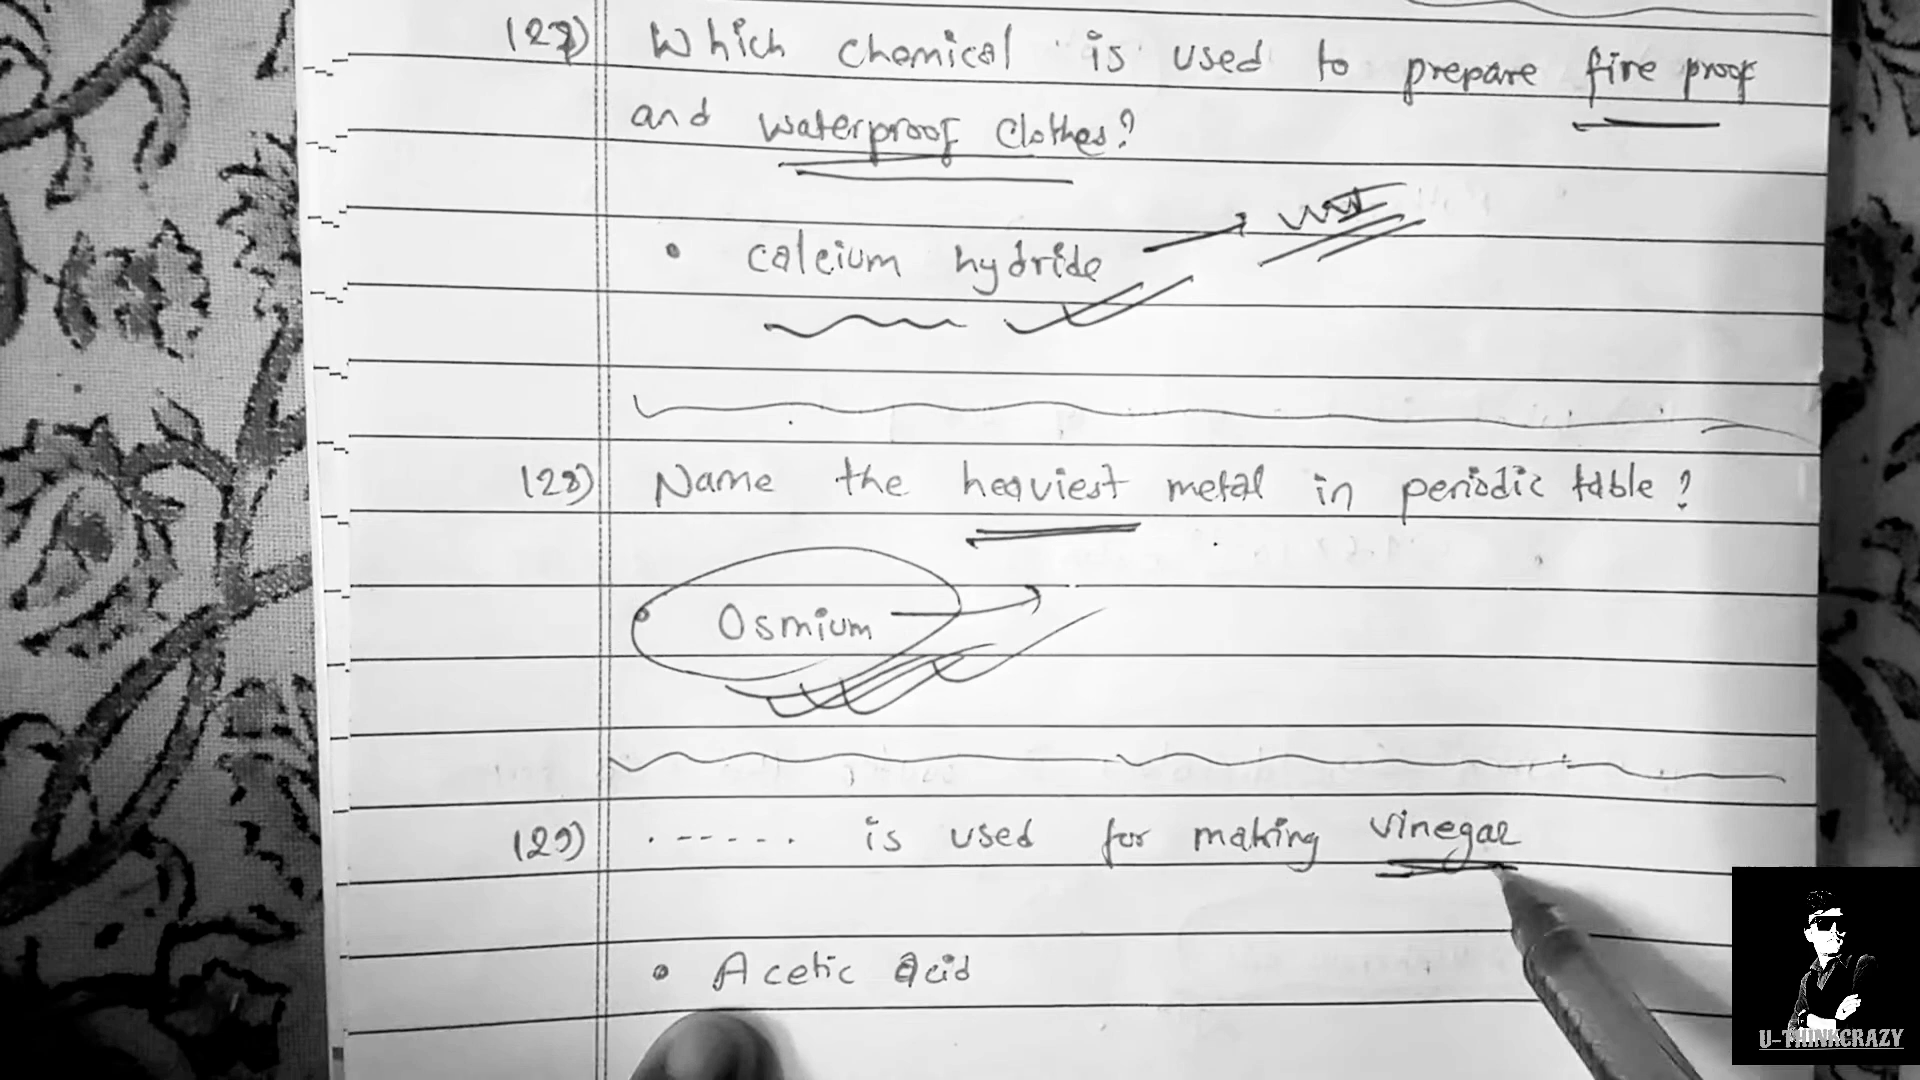 127) Which chemical is used to prepare fire proof
and waterproof clothes?
• calcium hydride → VVI
128) Name the heaviest metal in periodic table?
• Osmium →
129) . - - - - - . is used for making vinegar
• Acetic Acid
U-THINKCRAZY